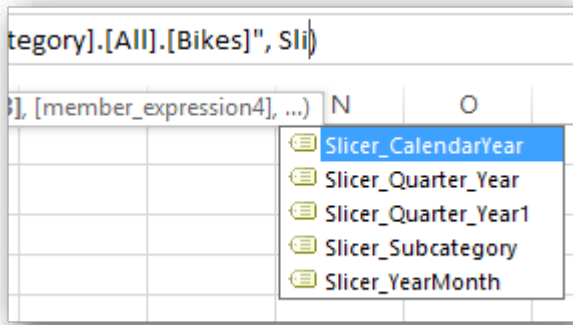 tegory].[All].[Bikes]", Sli)
3], [member_expression4], ...) N O
Slicer_CalendarYear
Slicer_Quarter_Year
Slicer_Quarter_Year1
Slicer_Subcategory
Slicer_YearMonth